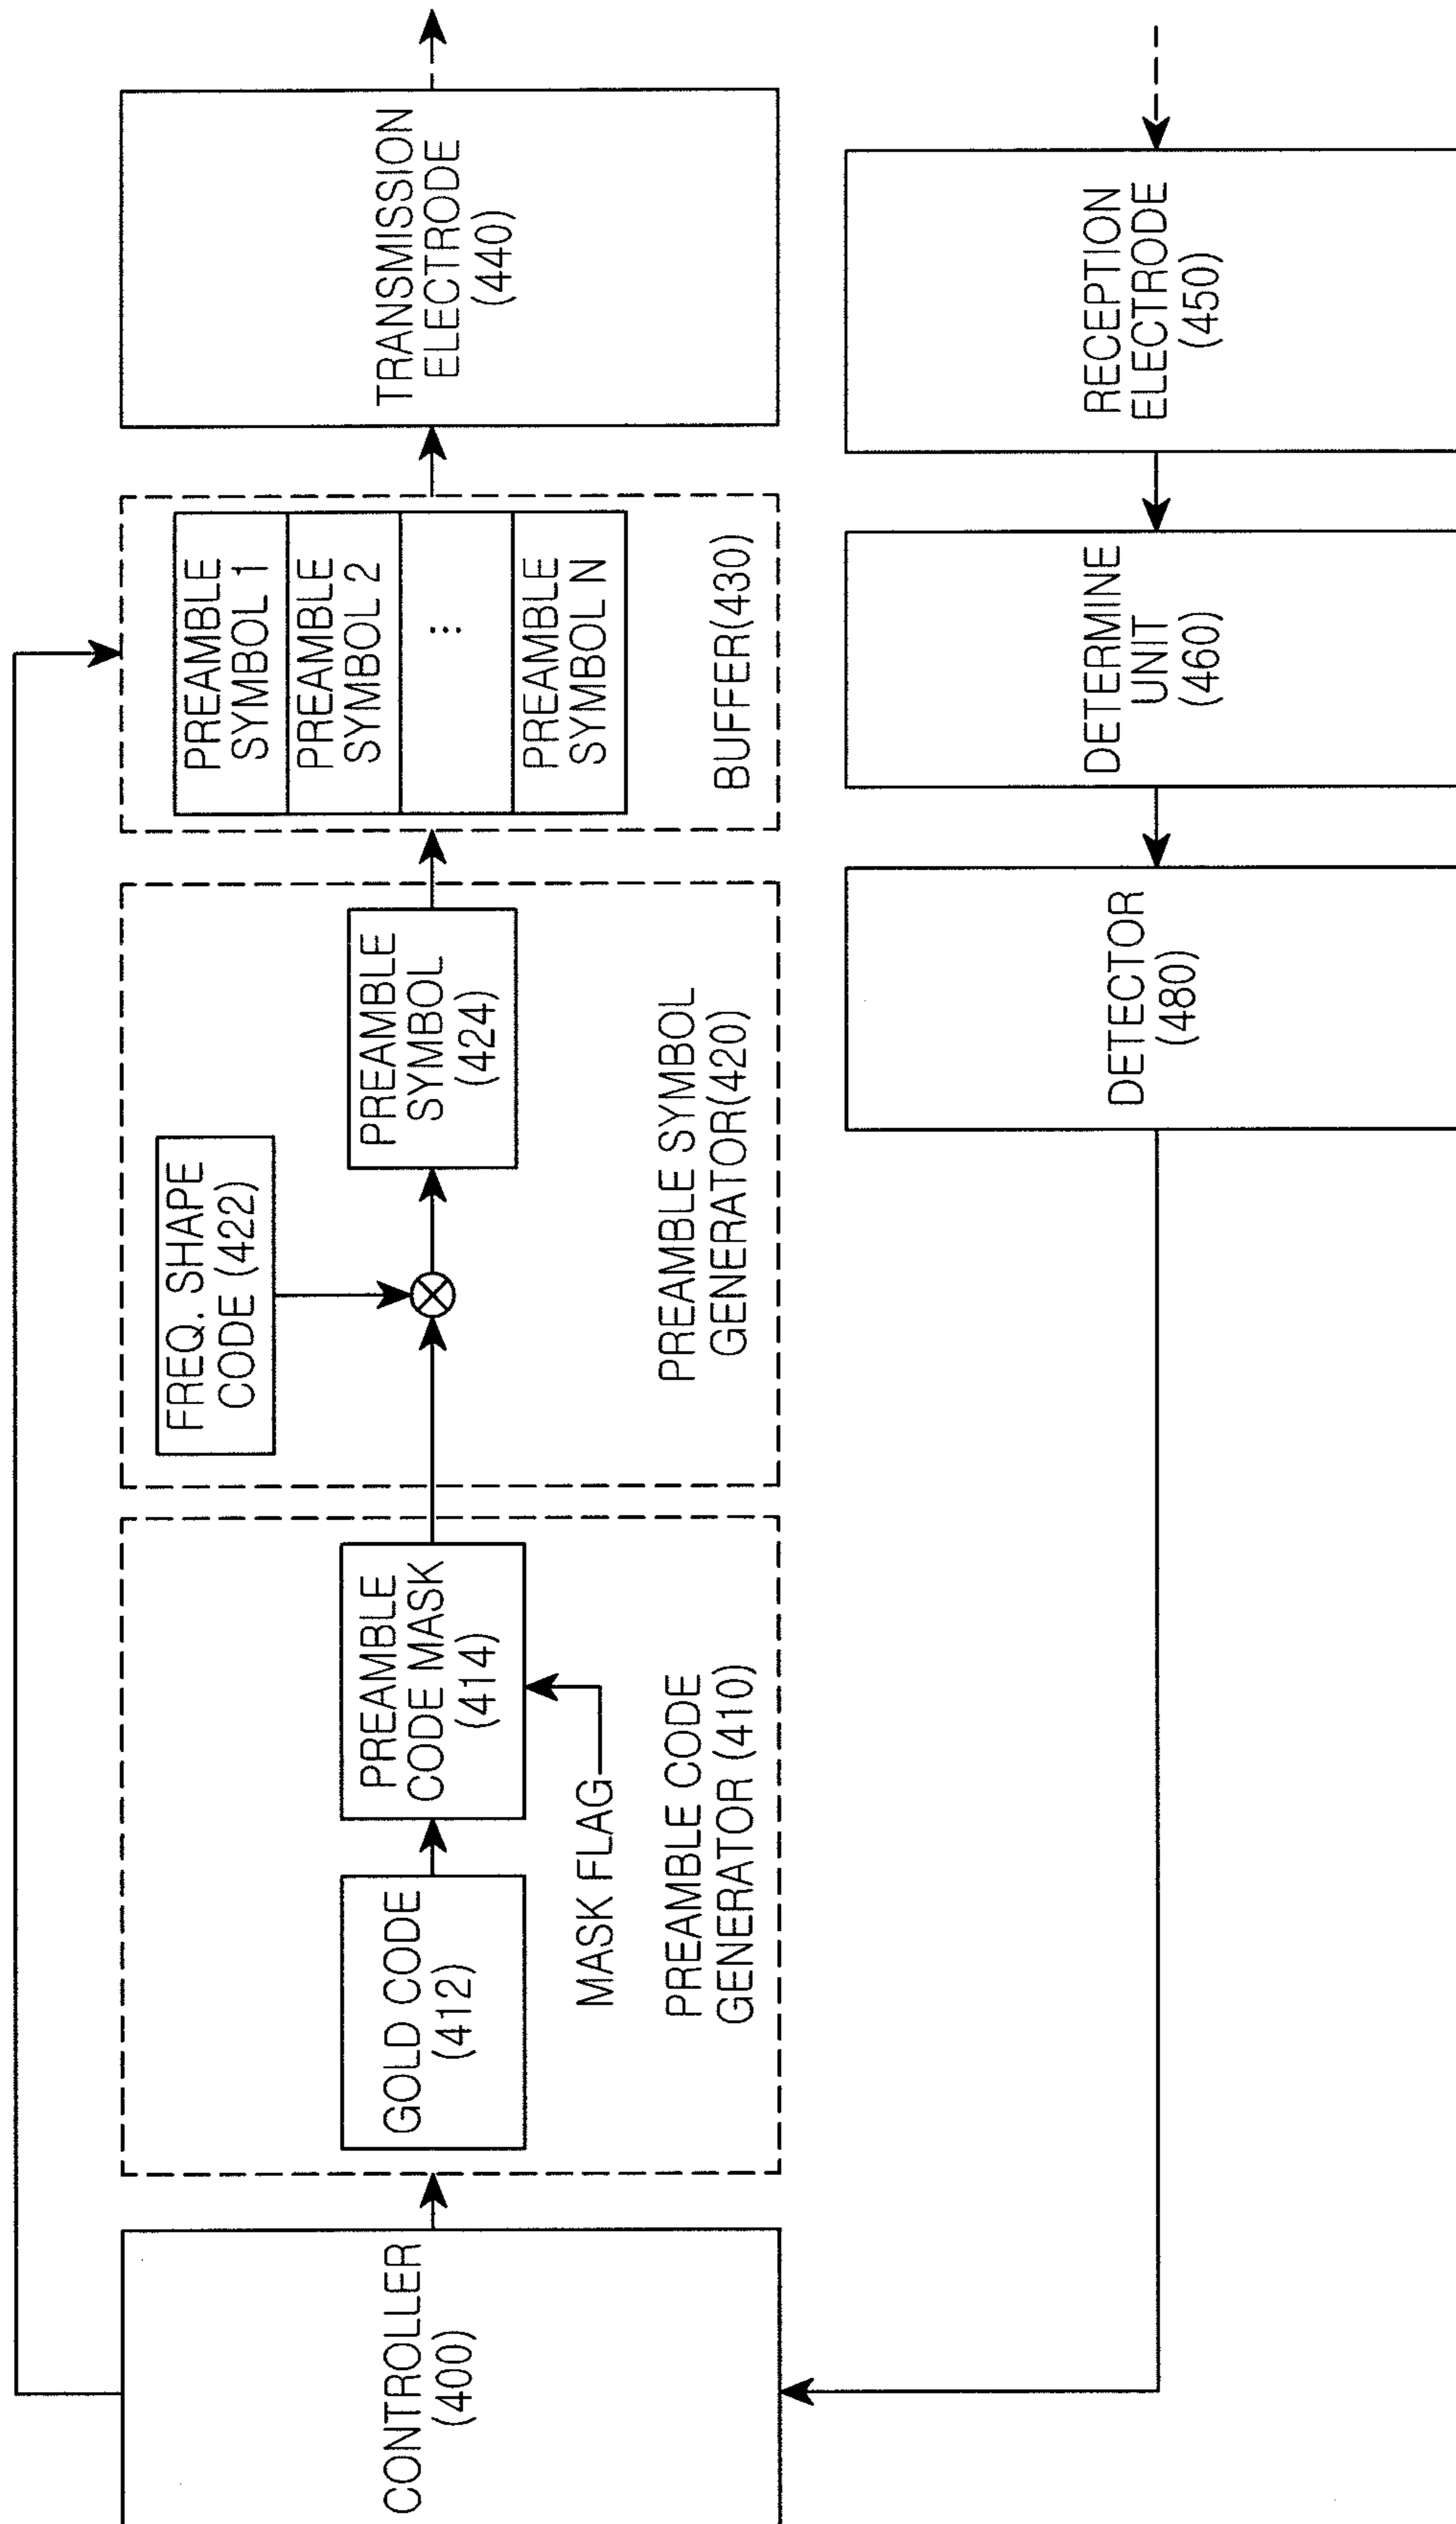 CONTROLLER
(400)
GOLD CODE
(412)
PREAMBLE
CODE MASK
(414)
MASK FLAG
PREAMBLE CODE
GENERATOR (410)
FREQ. SHAPE
CODE (422)
PREAMBLE
SYMBOL
(424)
PREAMBLE SYMBOL
GENERATOR(420)
PREAMBLE
SYMBOL 1
PREAMBLE
SYMBOL 2
⋮
PREAMBLE
SYMBOL N
BUFFER(430)
TRANSMISSION
ELECTRODE
(440)
DETECTOR
(480)
DETERMINE
UNIT
(460)
RECEPTION
ELECTRODE
(450)